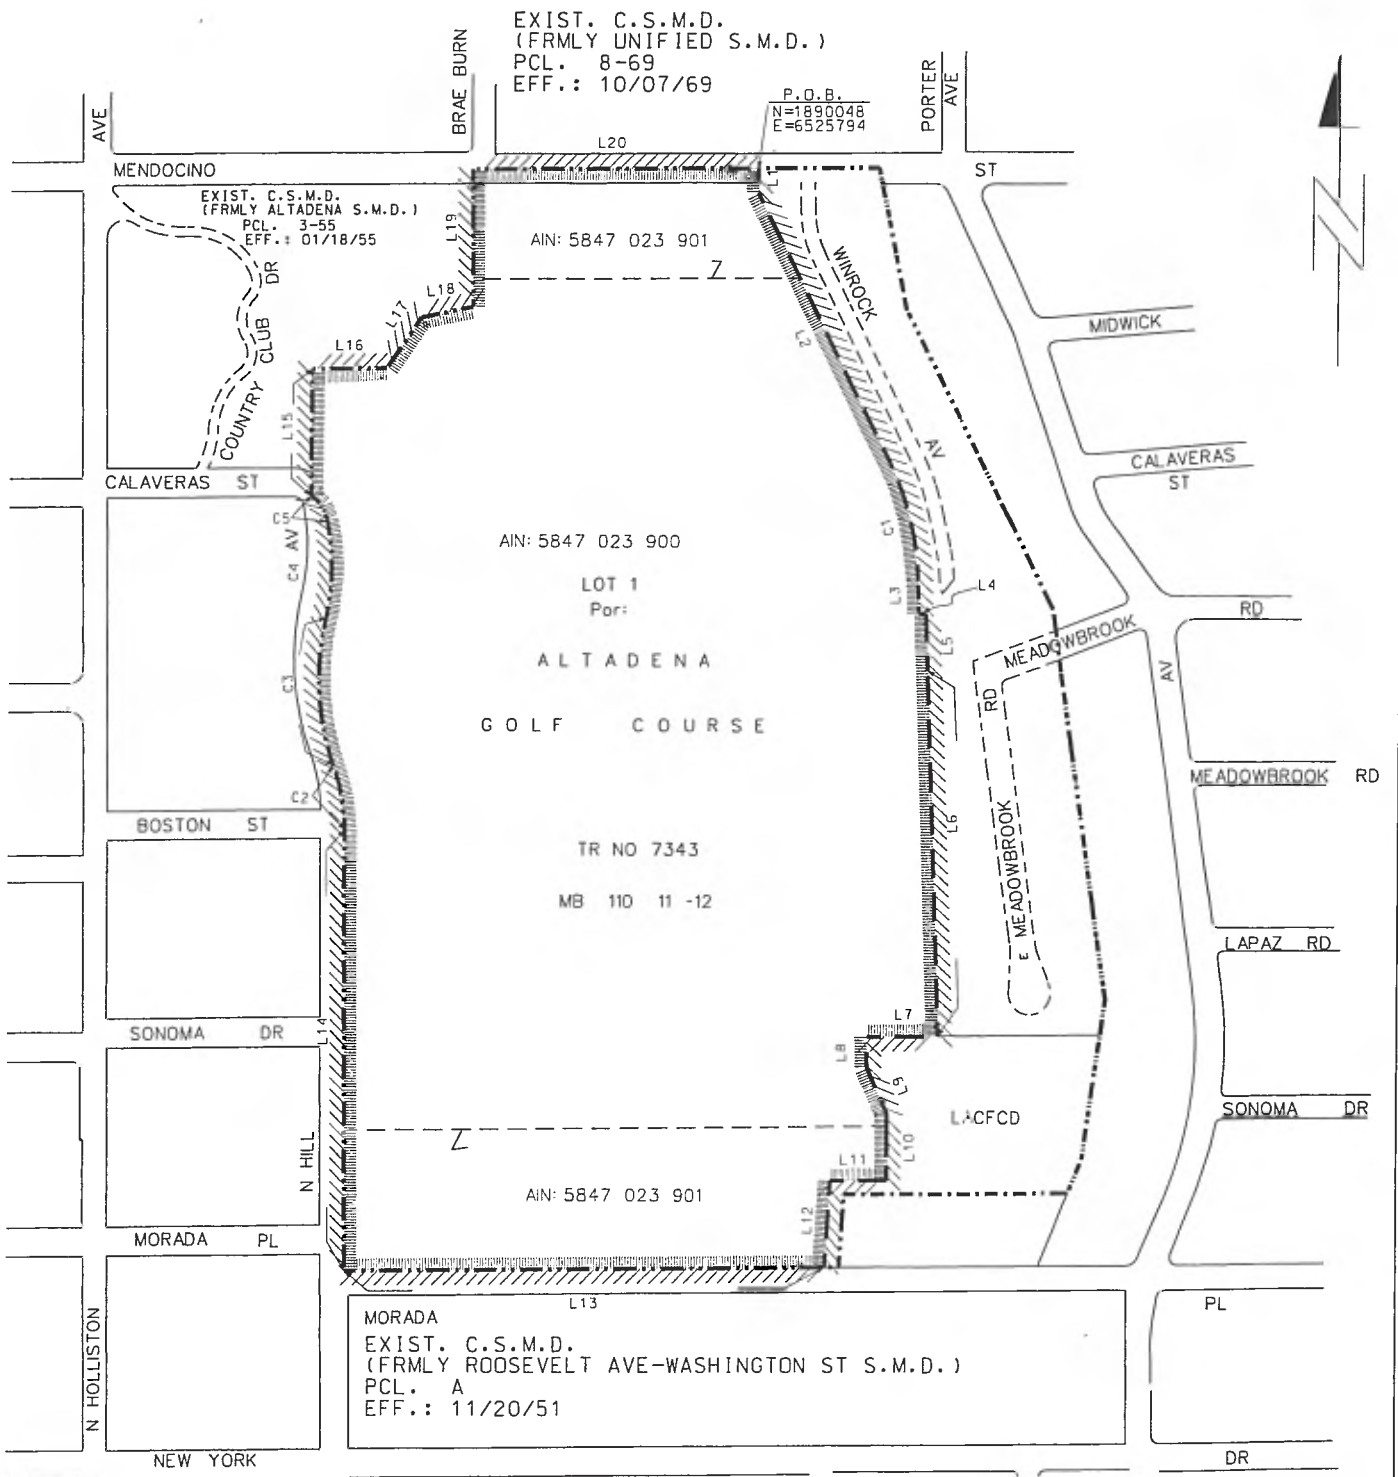 EXIST. C.S.M.D.
(FRMLY UNIFIED S.M.D.)
PCL. 8-69
EFF.: 10/07/69
AVE
BRAE BURN
PORTER
AVE
P.O.B.
N=1890048
E=6525794
L20
MENDOCINO
ST
L1
EXIST. C.S.M.D.
(FRMLY ALTADENA S.M.D.)
PCL. 3-55
EFF.: 01/18/55
L19
AIN: 5847 023 901
7
WINROCK
AV
COUNTRY CLUB DR
L18
L17
L16
L2
MIDWICK
L15
CALAVERAS ST
CALAVERAS
ST
C5
AV
C4
AIN: 5847 023 900
C1
LOT 1
Por:
L3
L4
RD
ALTADENA
L5
MEADOWBROOK
RD
AV
C3
GOLF COURSE
C2
MEADOWBROOK RD
BOSTON ST
L6
TR NO 7343
MB 110 11 -12
E MEADOWBROOK
LAPAZ RD
L7
SONOMA DR
L14
L8
L9
LACFCD
SONOMA DR
7
L10
N HILL
L11
AIN: 5847 023 901
L12
MORADA PL
L13
PL
MORADA
EXIST. C.S.M.D.
(FRMLY ROOSEVELT AVE-WASHINGTON ST S.M.D.)
PCL. A
EFF.: 11/20/51
N HOLLISTON
NEW YORK
DR